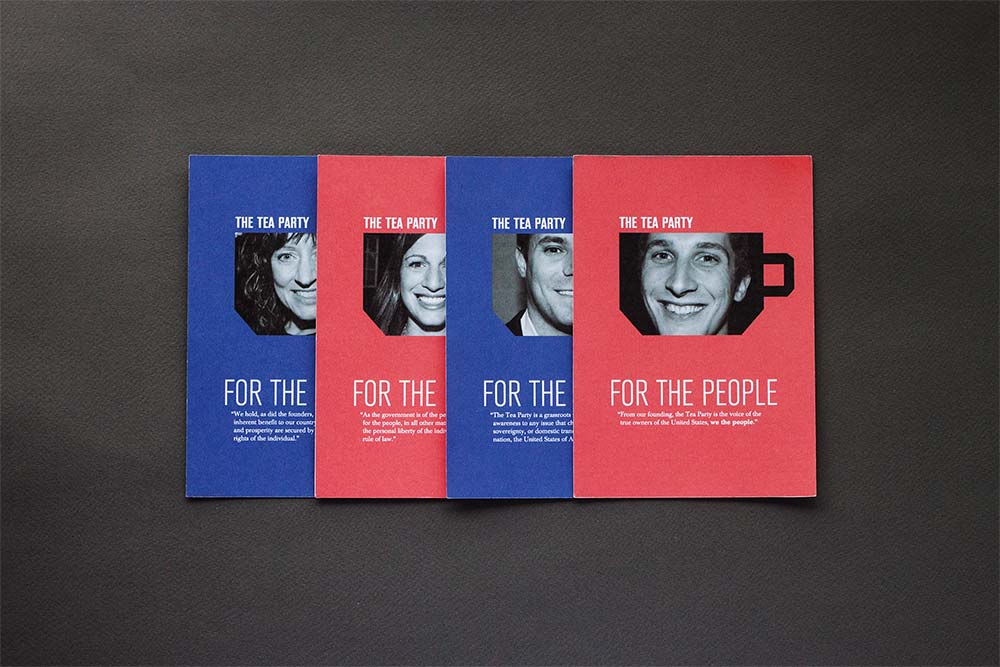 THE TEA PARTY
FOR THE
"We hold, as did the founders,
inherent benefit to our country
and prosperity are secured by
rights of the individual."
THE TEA PARTY
FOR THE
"As the government is of the
for the people, in all other
the personal liberty of the
rule of law."
THE TEA PARTY
FOR THE
"The Tea Party is a grassroots
awareness to any issue that
sovereignty, or domestic
nation, the United States of
THE TEA PARTY
FOR THE PEOPLE
"From our founding, the Tea Party is the voice of the
true owners of the United States, we the people."